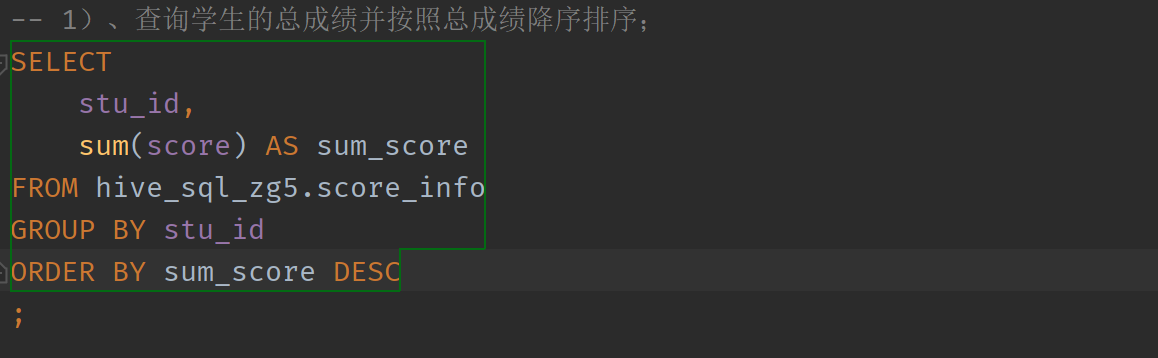 -- 1）、查询学生的总成绩并按照总成绩降序排序；
SELECT
    stu_id,
    sum(score) AS sum_score
FROM hive_sql_zg5.score_info
GROUP BY stu_id
ORDER BY sum_score DESC
;